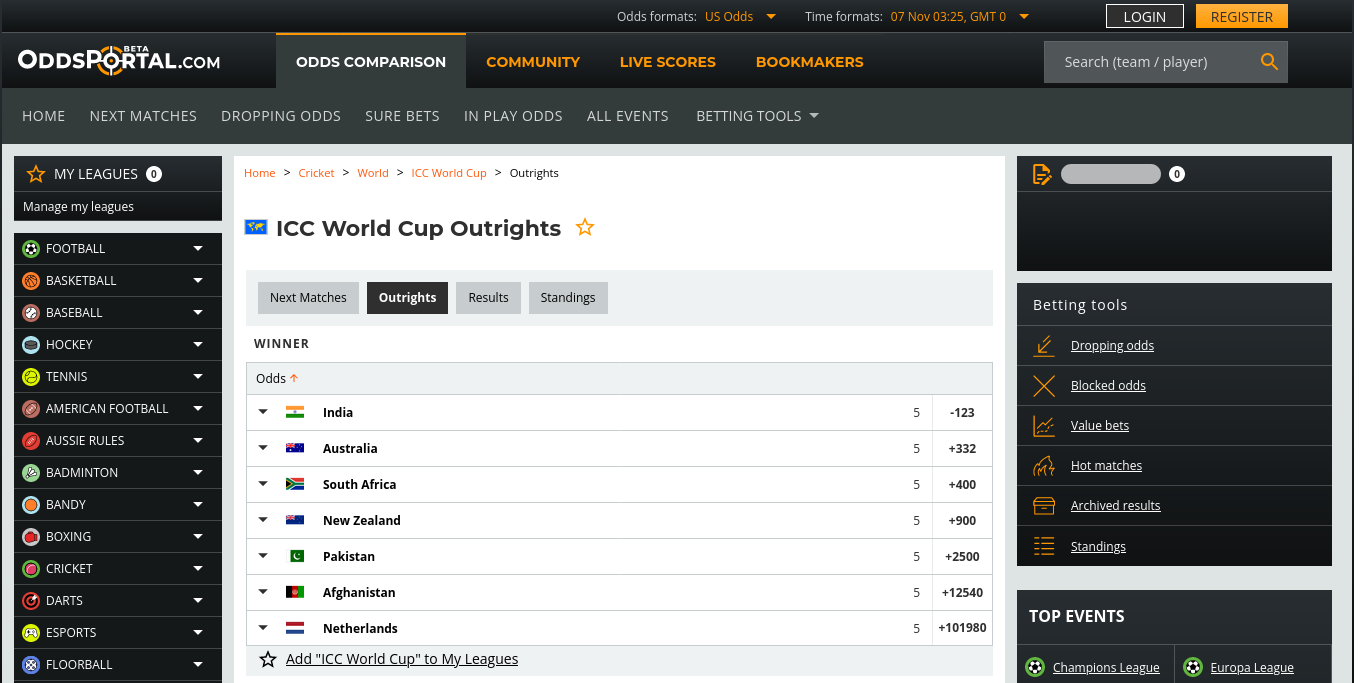 Odds formats: US Odds Time formats: 07 Nov 03:25, GMT 0 LOGIN REGISTER
ODDSPORTAL.COM BETA
ODDS COMPARISON COMMUNITY LIVE SCORES BOOKMAKERS Search (team / player)
HOME NEXT MATCHES DROPPING ODDS SURE BETS IN PLAY ODDS ALL EVENTS BETTING TOOLS
MY LEAGUES 0
Manage my leagues
FOOTBALL
BASKETBALL
BASEBALL
HOCKEY
TENNIS
AMERICAN FOOTBALL
AUSSIE RULES
BADMINTON
BANDY
BOXING
CRICKET
DARTS
ESPORTS
FLOORBALL
Home > Cricket > World > ICC World Cup > Outrights
ICC World Cup Outrights
Next Matches Outrights Results Standings
WINNER
Odds
India 5 -123
Australia 5 +332
South Africa 5 +400
New Zealand 5 +900
Pakistan 5 +2500
Afghanistan 5 +12540
Netherlands 5 +101980
Add "ICC World Cup" to My Leagues
0
Betting tools
Dropping odds
Blocked odds
Value bets
Hot matches
Archived results
Standings
TOP EVENTS
Champions League Europa League